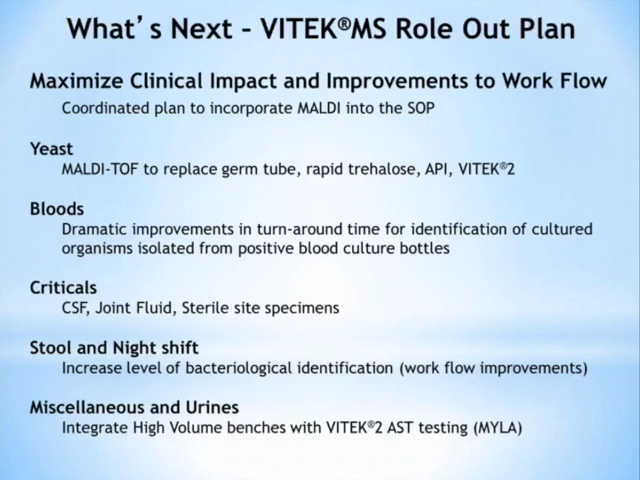 What's Next – VITEK®MS Role Out Plan
Maximize Clinical Impact and Improvements to Work Flow
Coordinated plan to incorporate MALDI into the SOP
Yeast
MALDI-TOF to replace germ tube, rapid trehalose, API, VITEK®2
Bloods
Dramatic improvements in turn-around time for identification of cultured
organisms isolated from positive blood culture bottles
Criticals
CSF, Joint Fluid, Sterile site specimens
Stool and Night shift
Increase level of bacteriological identification (work flow improvements)
Miscellaneous and Urines
Integrate High Volume benches with VITEK®2 AST testing (MYLA)